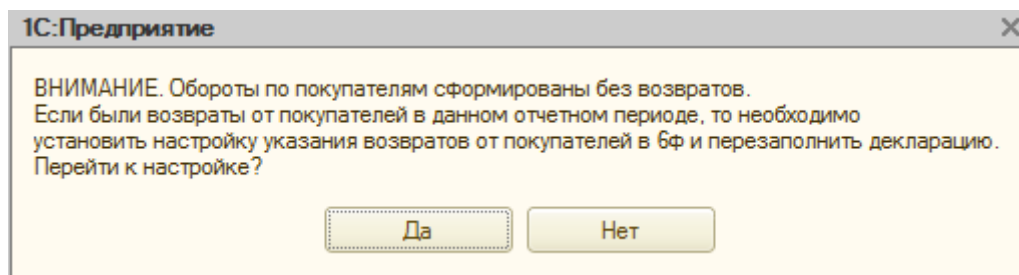 1С:Предприятие
ВНИМАНИЕ. Обороты по покупателям сформированы без возвратов.
Если были возвраты от покупателей в данном отчетном периоде, то необходимо
установить настройку указания возвратов от покупателей в 6ф и перезаполнить декларацию.
Перейти к настройке?
Да
Нет